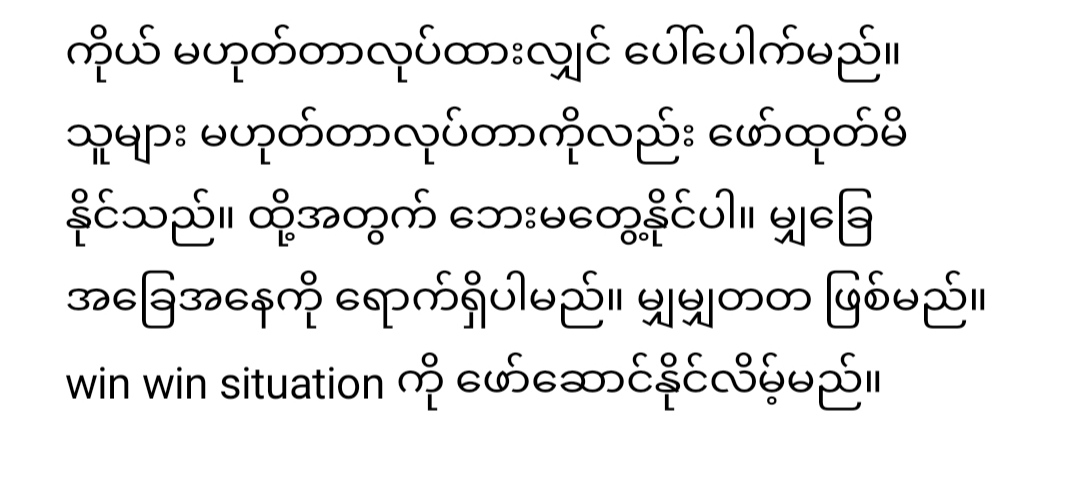 ကိုယ် မဟုတ်တာလုပ်ထားလျှင် ပေါ်ပေါက်မည်။
သူများ မဟုတ်တာလုပ်တာကိုလည်း ဖော်ထုတ်မိ
နိုင်သည်။ ထို့အတွက် ဘေးမတွေ့နိုင်ပါ။ မျှခြေ
အခြေအနေကို ရောက်ရှိပါမည်။ မျှမျှတတ ဖြစ်မည်။
win win situation ကို ဖော်ဆောင်နိုင်လိမ့်မည်။